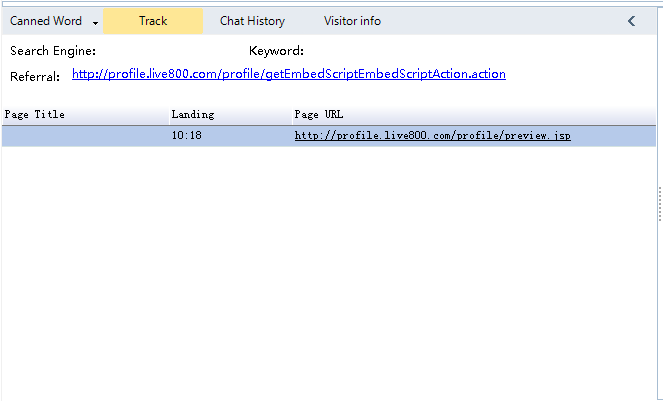 Canned Word Track Chat History Visitor info
Search Engine: Keyword:
Referral: http://profile.live800.com/profile/getEmbedScriptEmbedScriptAction.action
Page Title Landing Page URL
10:18 http://profile.live800.com/profile/preview.jsp